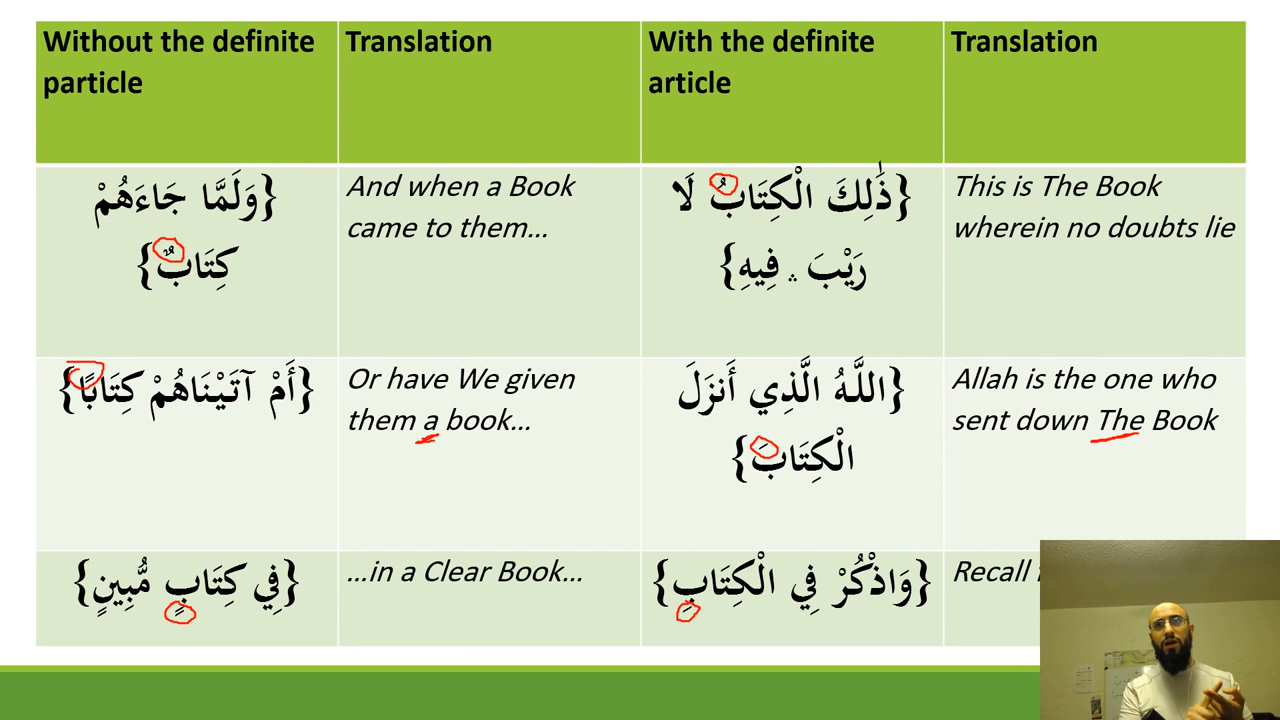 Without the definite
particle
Translation
With the definite
article
Translation
{وَلَمَّا جَاءَهُمْ
كِتَابٌ}
And when a Book
came to them...
{ذَٰلِكَ الْكِتَابُ لَا
رَيْبَ ۛ فِيهِ}
This is The Book
wherein no doubts lie
{أَمْ آتَيْنَاهُمْ كِتَابًا}
Or have We given
them a book...
{اللَّهُ الَّذِي أَنزَلَ
الْكِتَابَ}
Allah is the one who
sent down The Book
{فِي كِتَابٍ مُّبِينٍ}
...in a Clear Book...
{وَاذْكُرْ فِي الْكِتَابِ}
Recall